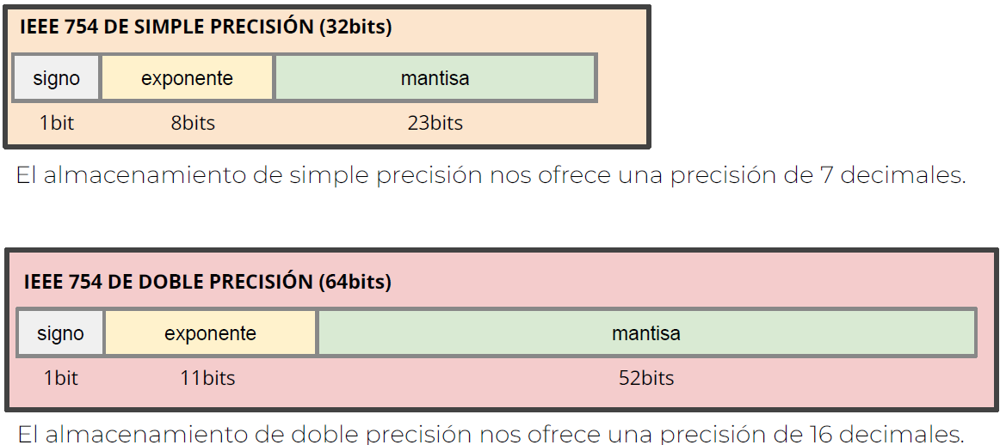 IEEE 754 DE SIMPLE PRECISIÓN (32bits)
signo exponente mantisa
1bit 8bits 23bits
El almacenamiento de simple precisión nos ofrece una precisión de 7 decimales.
IEEE 754 DE DOBLE PRECISIÓN (64bits)
signo exponente mantisa
1bit 11bits 52bits
El almacenamiento de doble precisión nos ofrece una precisión de 16 decimales.